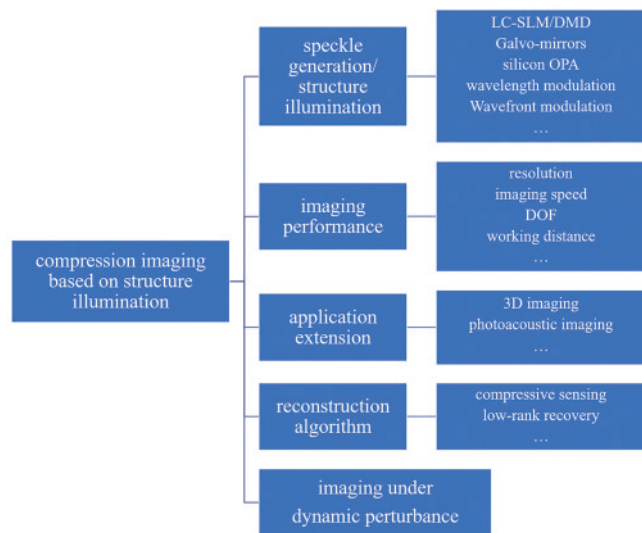 compression imaging
based on structure
illumination
speckle
generation/
structure
illumination
LC-SLM/DMD
Galvo-mirrors
silicon OPA
wavelength modulation
Wavefront modulation
…
imaging
performance
resolution
imaging speed
DOF
working distance
…
application
extension
3D imaging
photoacoustic imaging
…
reconstruction
algorithm
compressive sensing
low-rank recovery
…
imaging under
dynamic perturbance